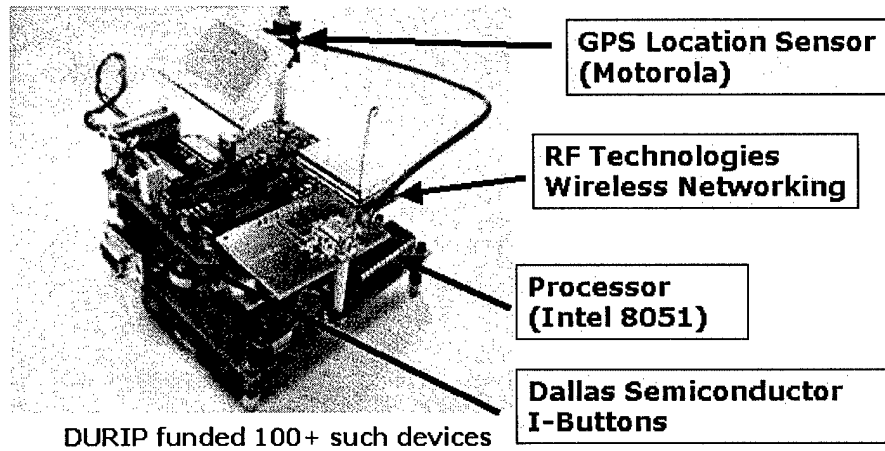 GPS Location Sensor
(Motorola)
RF Technologies
Wireless Networking
Processor
(Intel 8051)
Dallas Semiconductor
I-Buttons
DURIP funded 100+ such devices